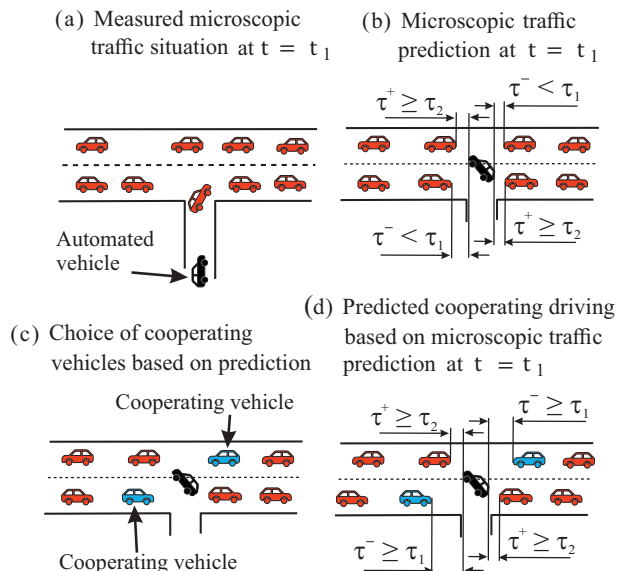 (a) Measured microscopic
traffic situation at t = t₁
Automated
vehicle
(b) Microscopic traffic
prediction at t = t₁
τ⁻ < τ₁
τ⁺ ≥ τ₂
τ⁻ < τ₁
τ⁺ ≥ τ₂
(c) Choice of cooperating
vehicles based on prediction
Cooperating vehicle
Cooperating vehicle
(d) Predicted cooperating driving
based on microscopic traffic
prediction at t = t₁
τ⁻ ≥ τ₁
τ⁺ ≥ τ₂
τ⁺ ≥ τ₂
τ⁻ ≥ τ₁